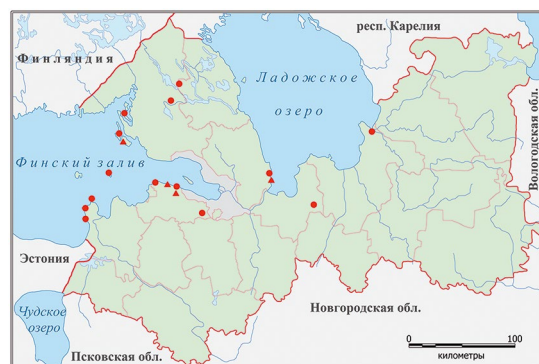 респ. Карелия
Финляндия
Ладожское
озеро
Вологодская обл.
Финский залив
Эстония
Чудское
озеро
Новгородская обл.
Псковская обл.
0 100
километры